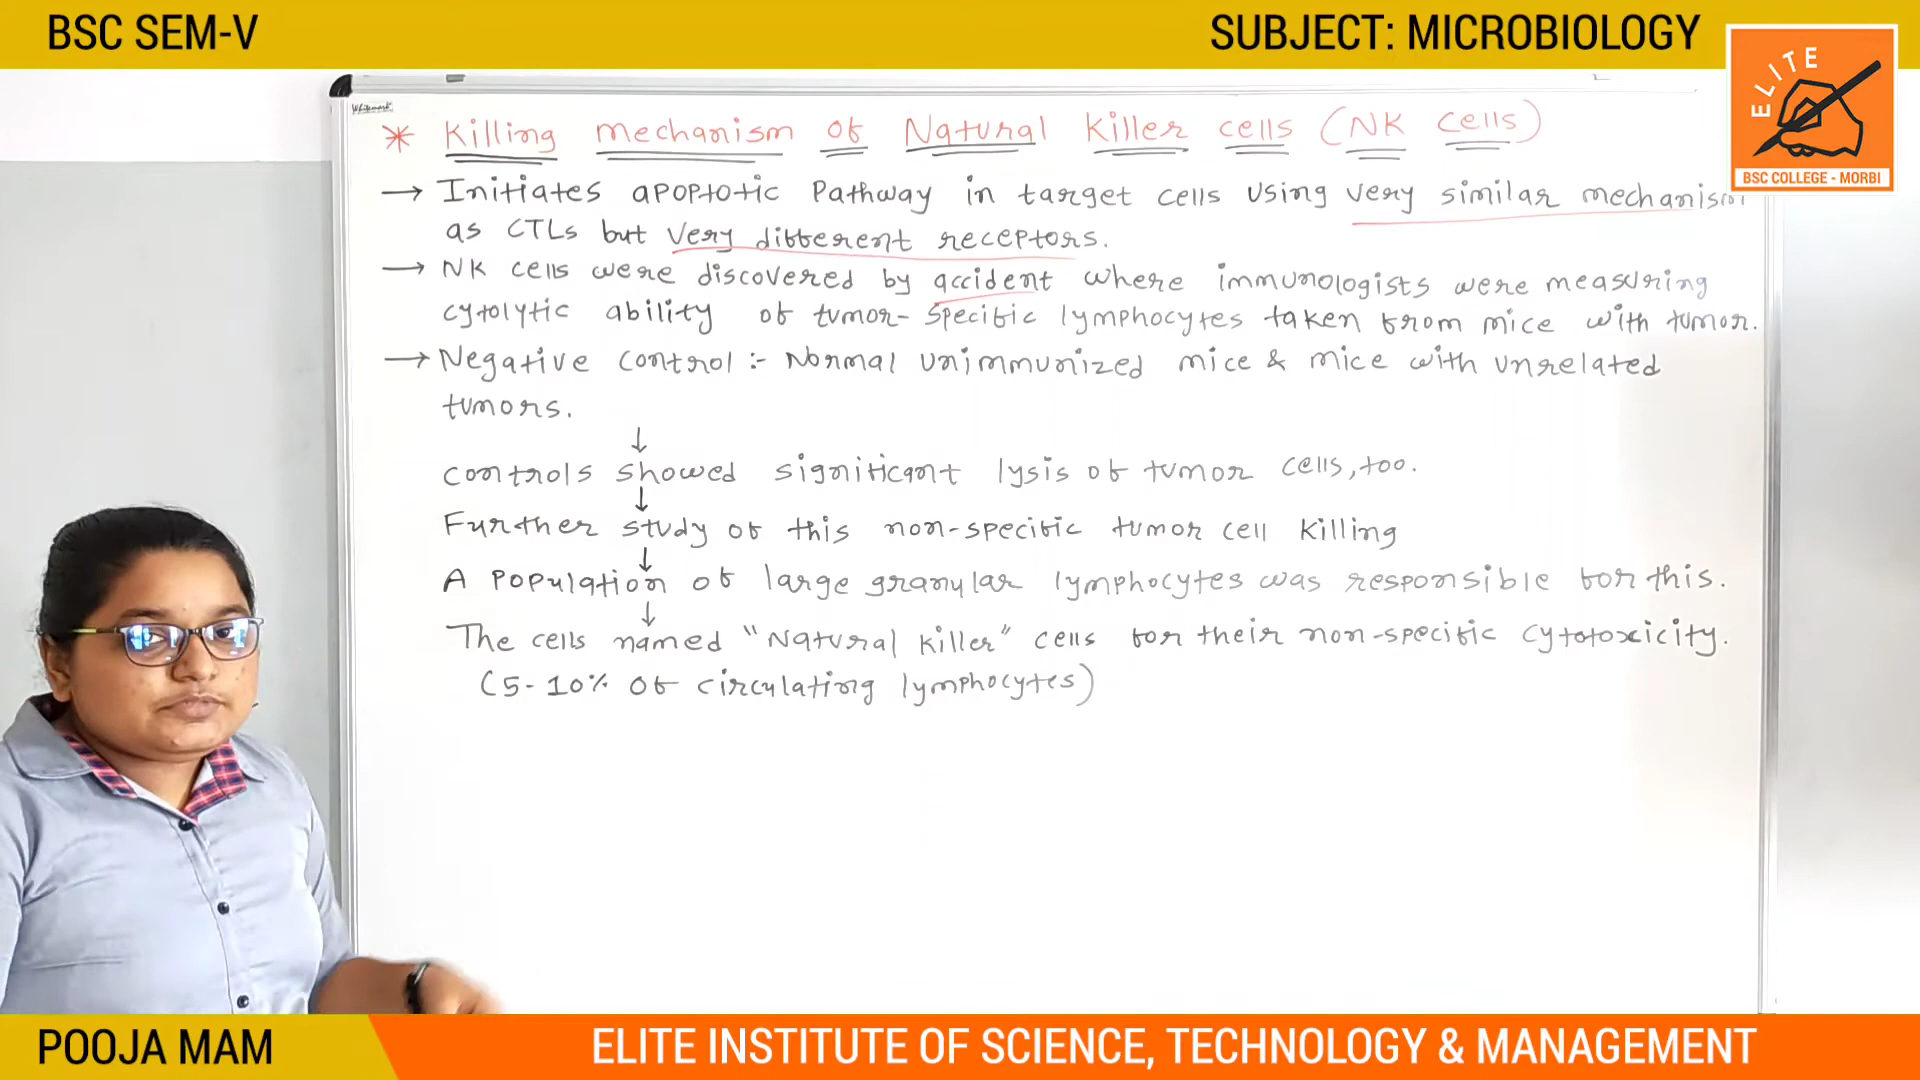 BSC SEM-V
SUBJECT: MICROBIOLOGY
ELITE
BSC COLLEGE - MORBI
Whitemark
* Killing mechanism of Natural Killer cells (NK cells)
→ Initiates apoptotic pathway in target cells using very similar mechanism
as CTLs but very different receptors.
→ NK cells were discovered by accident where immunologists were measuring
cytolytic ability of tumor-specific lymphocytes taken from mice with tumor.
→ Negative control :- Normal unimmunized mice & mice with unrelated
tumors.
↓
controls showed significant lysis of tumor cells, too.
↓
Further study of this non-specific tumor cell killing
↓
A population of large granular lymphocytes was responsible for this.
↓
The cells named "Natural killer" cells for their non-specific cytotoxicity.
(5-10% of circulating lymphocytes)
POOJA MAM
ELITE INSTITUTE OF SCIENCE, TECHNOLOGY & MANAGEMENT